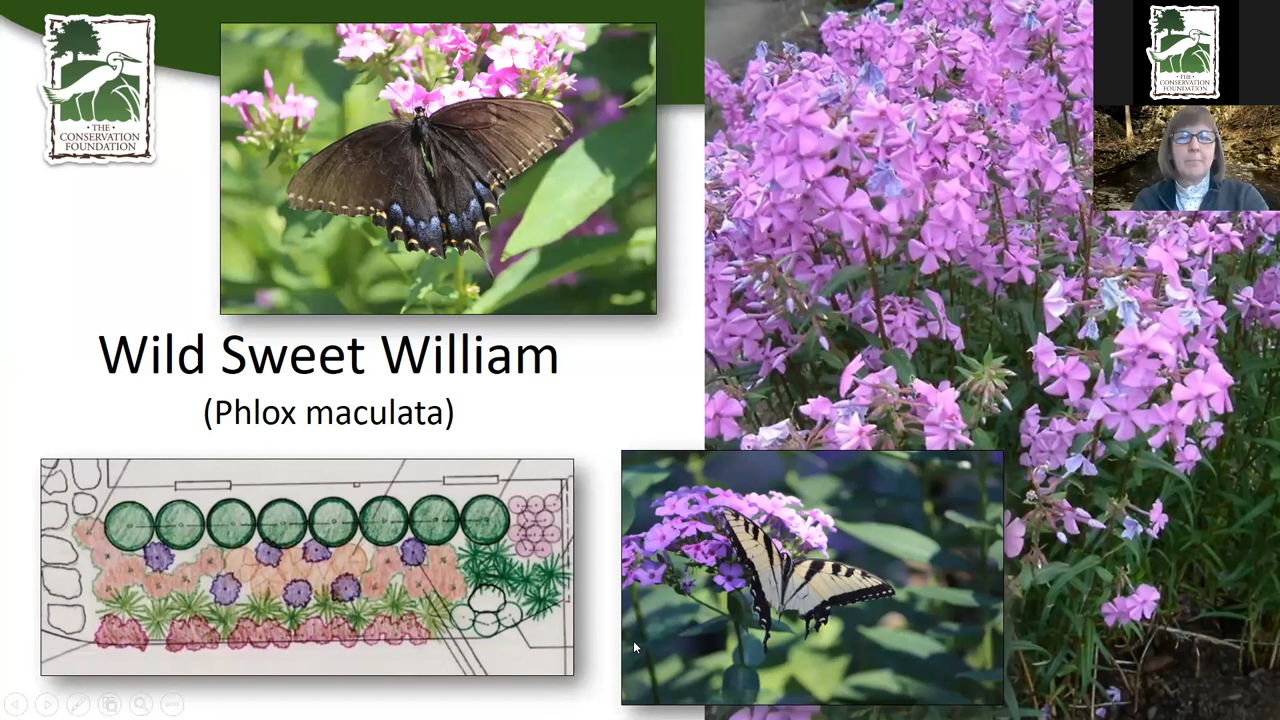 • THE •
CONSERVATION
FOUNDATION
Wild Sweet William
(Phlox maculata)
• THE •
CONSERVATION
FOUNDATION